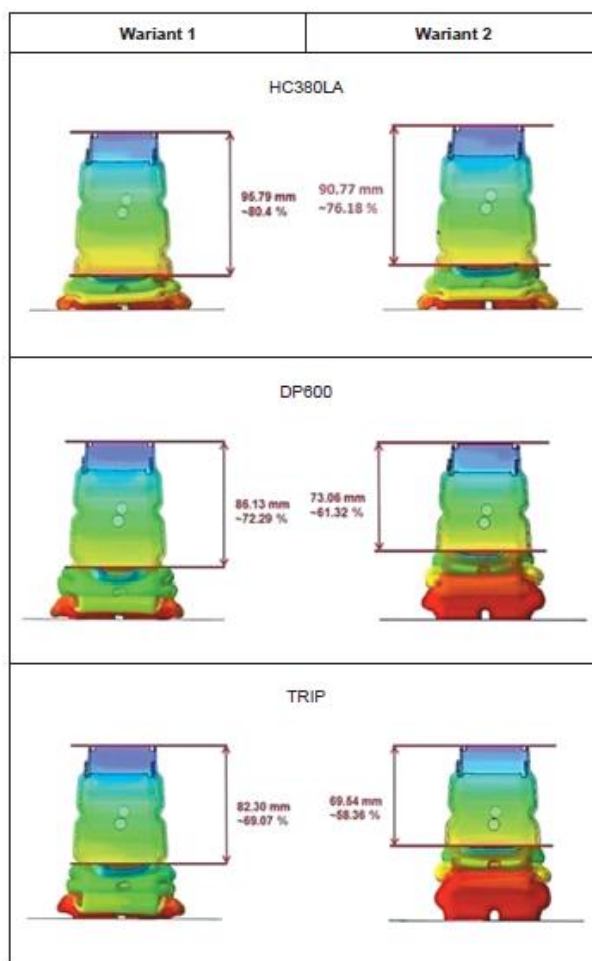 Wariant 1
Wariant 2
HC380LA
95.79 mm
~80.4 %
90.77 mm
~76.18 %
DP600
86.13 mm
~72.29 %
73.06 mm
~61.32 %
TRIP
82.30 mm
~69.07 %
69.54 mm
~58.36 %